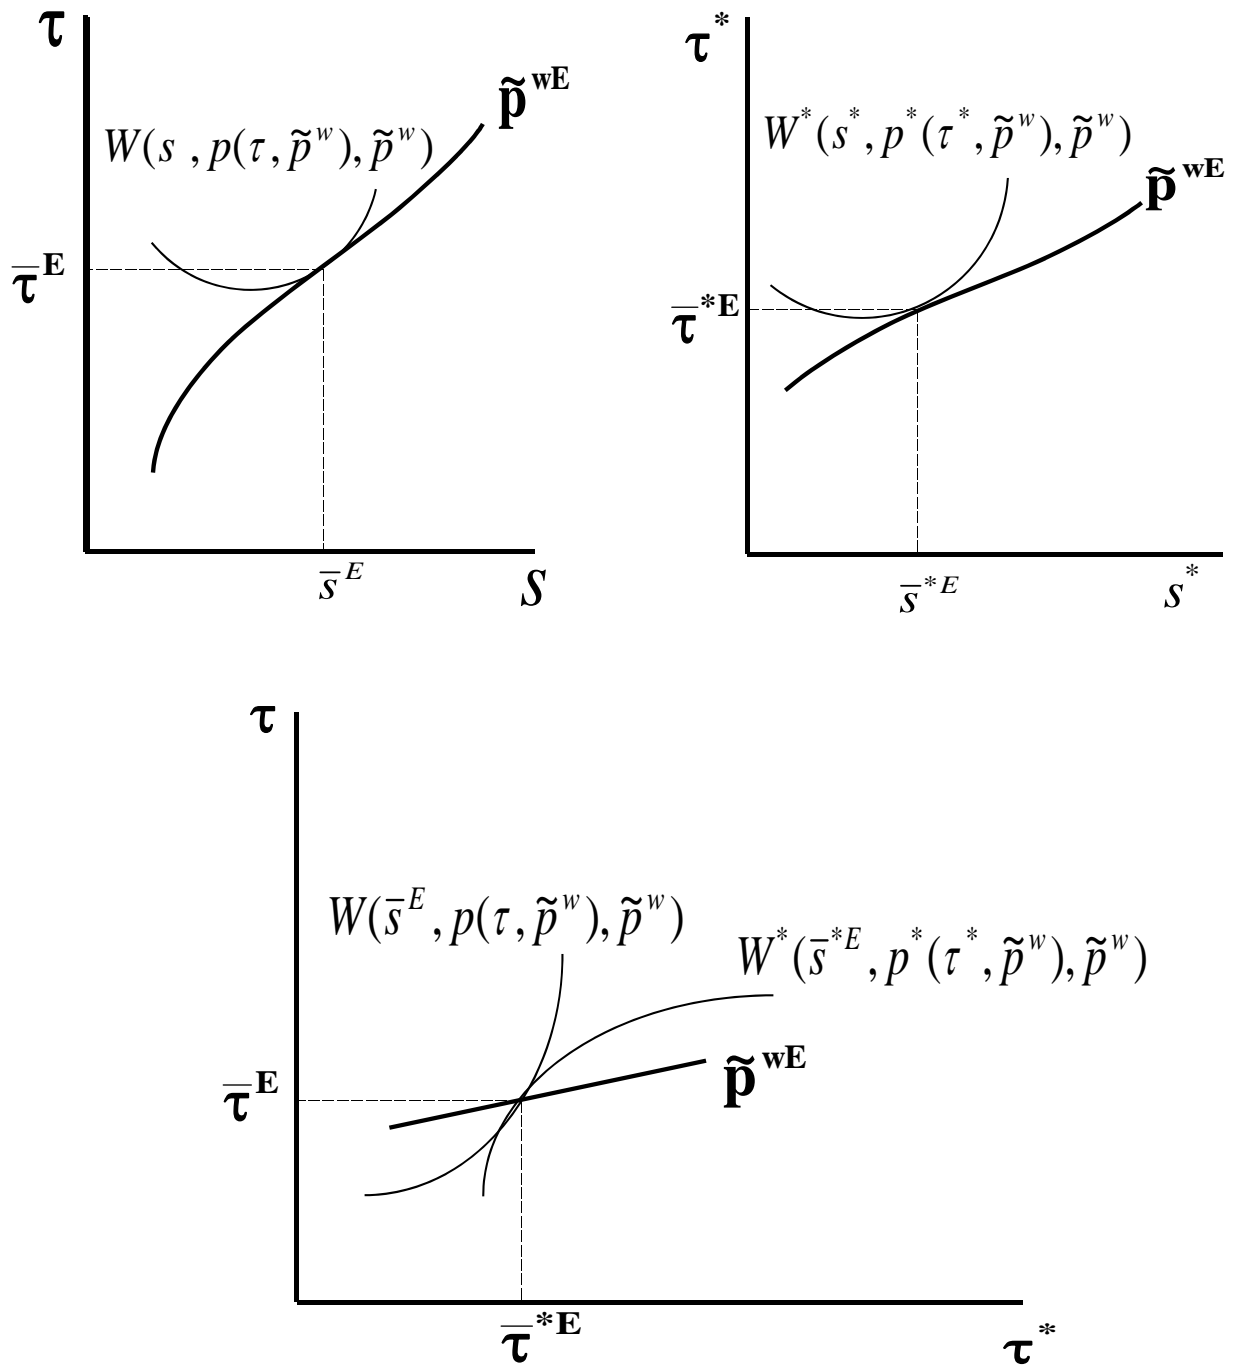 τ
p̃ʷᴱ
W(s , p(τ, p̃ʷ), p̃ʷ)
τ̅ᴱ
s̅ᴱ
S
τ*
W*(s*, p*(τ*, p̃ʷ), p̃ʷ)
p̃ʷᴱ
τ̅*ᴱ
s̅*ᴱ
s*
τ
W(s̅ᴱ, p(τ, p̃ʷ), p̃ʷ)
W*(s̅*ᴱ, p*(τ*, p̃ʷ), p̃ʷ)
p̃ʷᴱ
τ̅ᴱ
τ̅*ᴱ
τ*